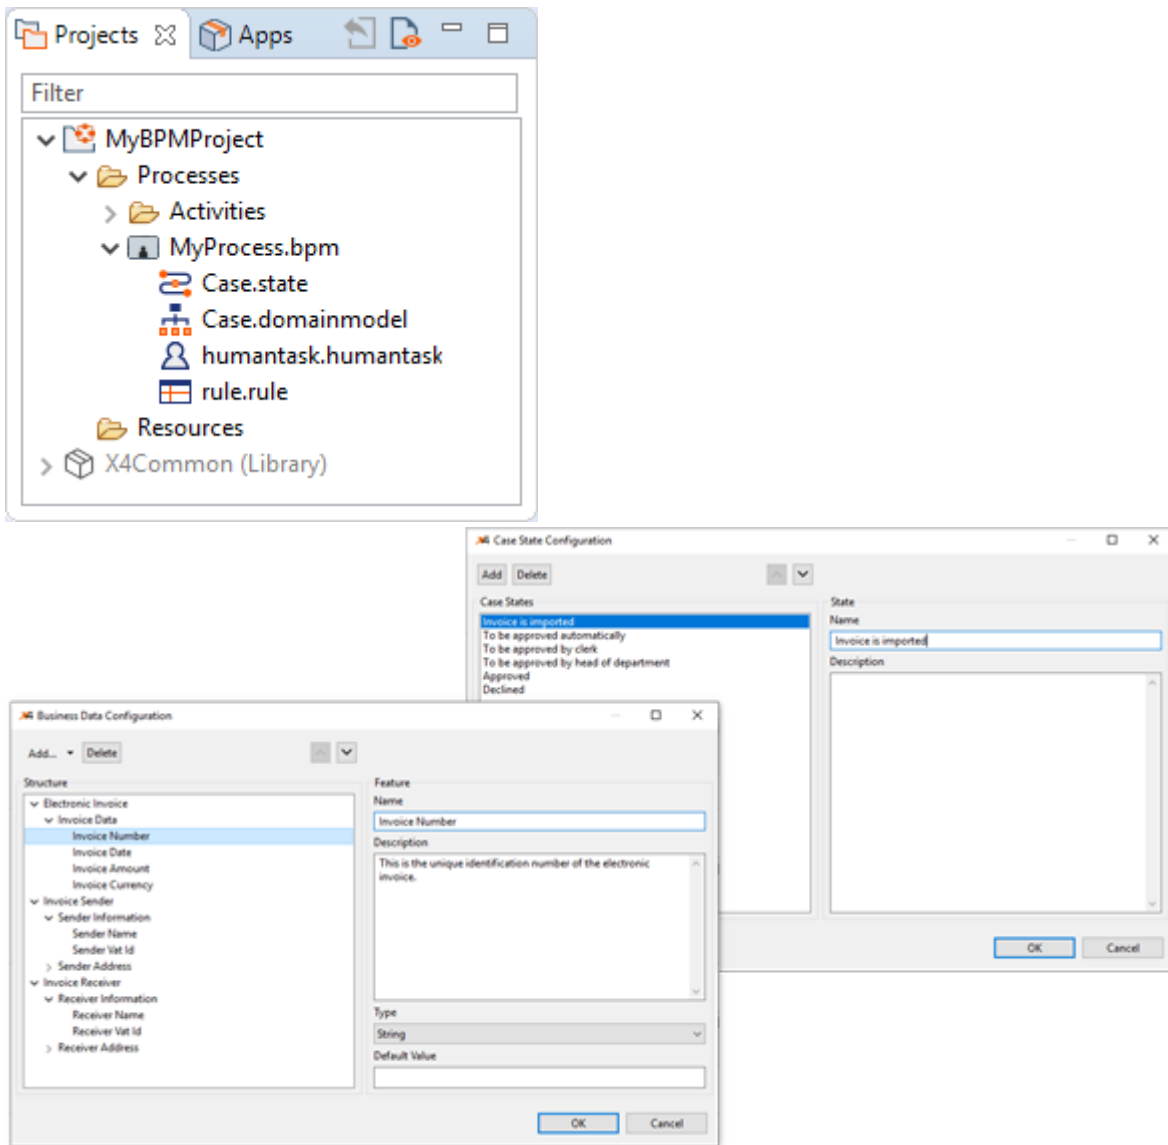 Projects Apps
Filter
MyBPMProject
Processes
Activities
MyProcess.bpm
Case.state
Case.domainmodel
humantask.humantask
rule.rule
Resources
X4Common (Library)
Case State Configuration
Add Delete
Case States
Invoice is imported
To be approved automatically
To be approved by clerk
To be approved by head of department
Approved
Declined
State
Name
Invoice is imported
Description
OK Cancel
Business Data Configuration
Add... Delete
Structure
Electronic Invoice
Invoice Data
Invoice Number
Invoice Date
Invoice Amount
Invoice Currency
Invoice Sender
Sender Information
Sender Name
Sender Vat Id
Sender Address
Invoice Receiver
Receiver Information
Receiver Name
Receiver Vat Id
Receiver Address
Feature
Name
Invoice Number
Description
This is the unique identification number of the electronic
invoice.
Type
String
Default Value
OK Cancel